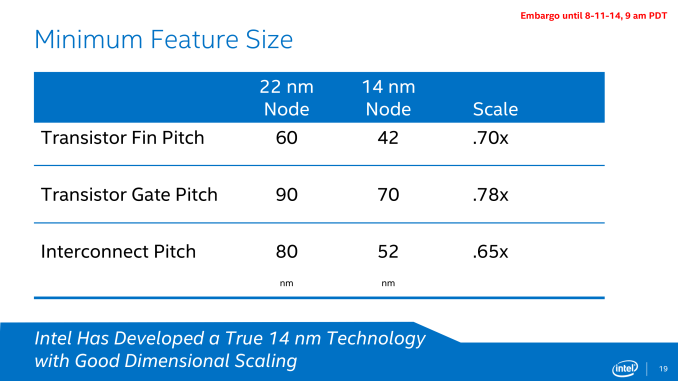 Embargo until 8-11-14, 9 am PDT
Minimum Feature Size
22 nm Node 14 nm Node Scale
Transistor Fin Pitch 60 42 .70x
Transistor Gate Pitch 90 70 .78x
Interconnect Pitch 80 52 .65x
nm nm
Intel Has Developed a True 14 nm Technology
with Good Dimensional Scaling
intel 19